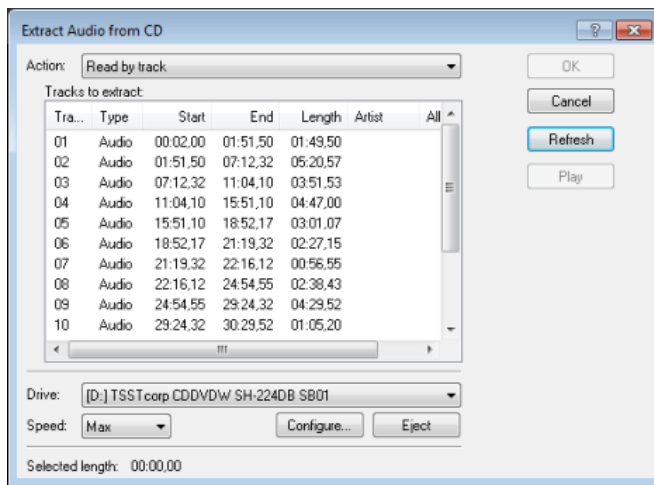 Extract Audio from CD
Action: Read by track OK
Tracks to extract: Cancel
Tra... Type Start End Length Artist Al
01 Audio 00:02,00 01:51,50 01:49,50 Refresh
02 Audio 01:51,50 07:12,32 05:20,57
03 Audio 07:12,32 11:04,10 03:51,53 Play
04 Audio 11:04,10 15:51,10 04:47,00
05 Audio 15:51,10 18:52,17 03:01,07
06 Audio 18:52,17 21:19,32 02:27,15
07 Audio 21:19,32 22:16,12 00:56,55
08 Audio 22:16,12 24:54,55 02:38,43
09 Audio 24:54,55 29:24,32 04:29,52
10 Audio 29:24,32 30:29,52 01:05,20
Drive: [D:] TSSTcorp CDDVDW SH-224DB SB01
Speed: Max Configure... Eject
Selected length: 00:00,00